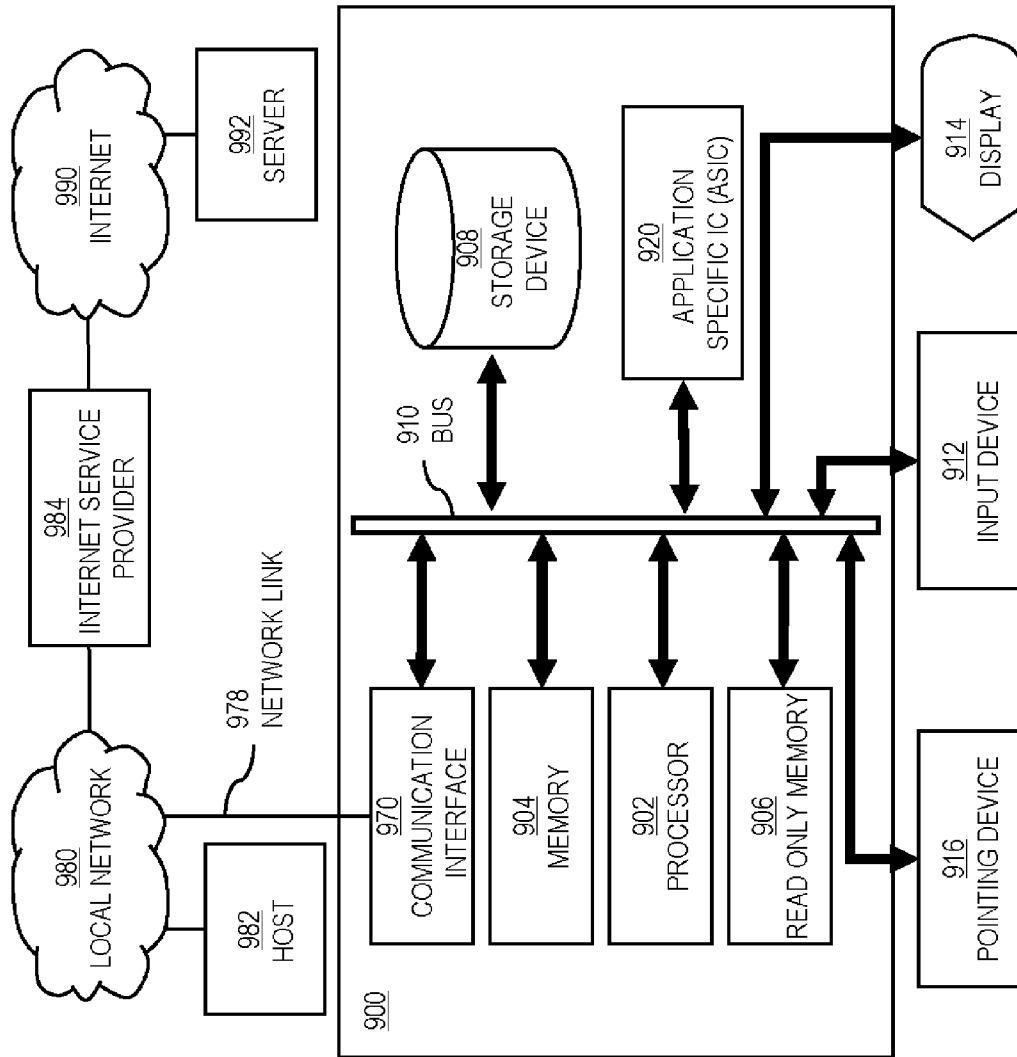 980
LOCAL NETWORK
984
INTERNET SERVICE
PROVIDER
990
INTERNET
982
HOST
978
NETWORK LINK
992
SERVER
900
970
COMMUNICATION
INTERFACE
904
MEMORY
902
PROCESSOR
906
READ ONLY MEMORY
910
BUS
908
STORAGE
DEVICE
920
APPLICATION
SPECIFIC IC (ASIC)
916
POINTING DEVICE
912
INPUT DEVICE
914
DISPLAY